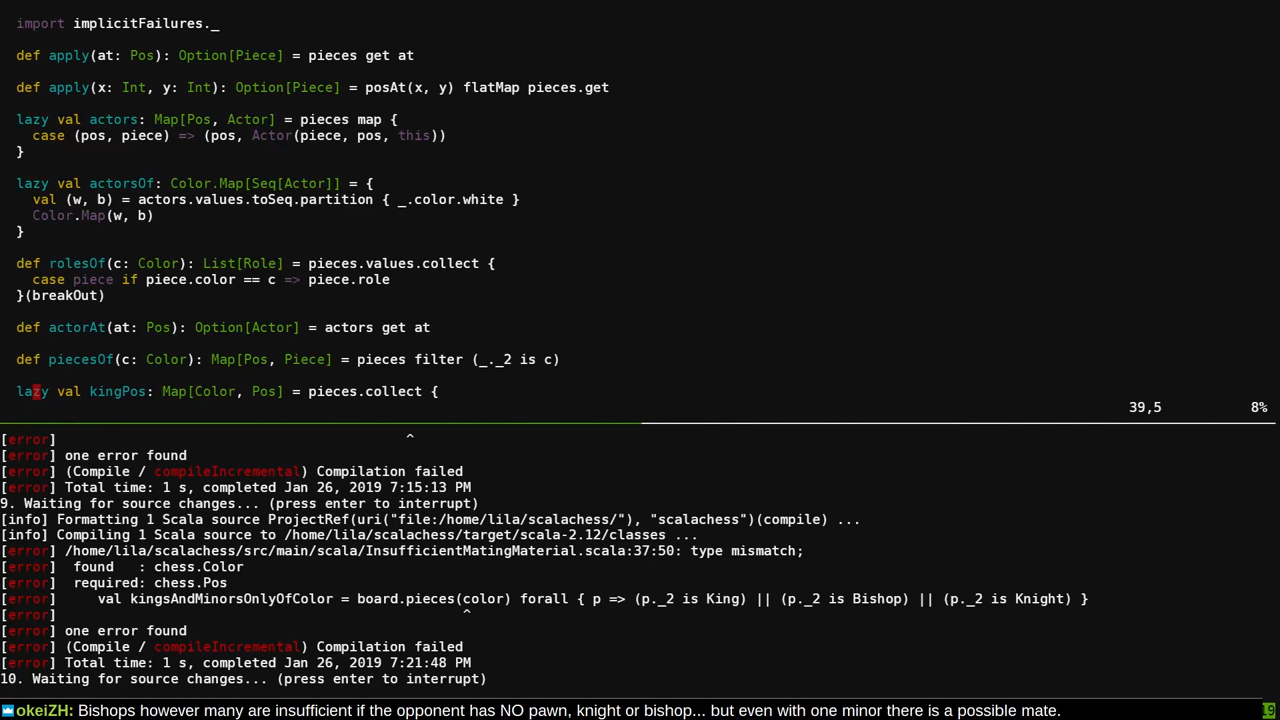 import implicitFailures._
def apply(at: Pos): Option[Piece] = pieces get at
def apply(x: Int, y: Int): Option[Piece] = posAt(x, y) flatMap pieces.get
lazy val actors: Map[Pos, Actor] = pieces map {
case (pos, piece) => (pos, Actor(piece, pos, this))
}
lazy val actorsOf: Color.Map[Seq[Actor]] = {
val (w, b) = actors.values.toSeq.partition { _.color.white }
Color.Map(w, b)
}
def rolesOf(c: Color): List[Role] = pieces.values.collect {
case piece if piece.color == c => piece.role
}(breakOut)
def actorAt(at: Pos): Option[Actor] = actors get at
def piecesOf(c: Color): Map[Pos, Piece] = pieces filter (_._2 is c)
lazy val kingPos: Map[Color, Pos] = pieces.collect {
39,5 8%
[error] ^
[error] one error found
[error] (Compile / compileIncremental) Compilation failed
[error] Total time: 1 s, completed Jan 26, 2019 7:15:13 PM
9. Waiting for source changes... (press enter to interrupt)
[info] Formatting 1 Scala source ProjectRef(uri("file:/home/lila/scalachess/"), "scalachess")(compile) ...
[info] Compiling 1 Scala source to /home/lila/scalachess/target/scala-2.12/classes ...
[error] /home/lila/scalachess/src/main/scala/InsufficientMatingMaterial.scala:37:50: type mismatch;
[error] found : chess.Color
[error] required: chess.Pos
[error] val kingsAndMinorsOnlyOfColor = board.pieces(color) forall { p => (p._2 is King) || (p._2 is Bishop) || (p._2 is Knight) }
[error] ^
[error] one error found
[error] (Compile / compileIncremental) Compilation failed
[error] Total time: 1 s, completed Jan 26, 2019 7:21:48 PM
10. Waiting for source changes... (press enter to interrupt)
okeiZH: Bishops however many are insufficient if the opponent has NO pawn, knight or bishop... but even with one minor there is a possible mate.